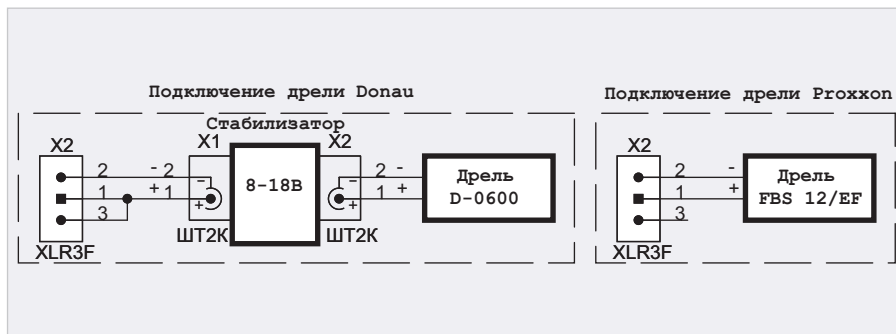 Подключение дрели Donau
Стабилизатор
X2
X1
X2
2
- 2
-
2 -
1
+ 1
+
8-18В
+
1 +
3
Дрель
D-0600
ШТ2К
ШТ2К
XLR3F
Подключение дрели Proxxon
X2
2
-
1
+
3
Дрель
FBS 12/EF
XLR3F